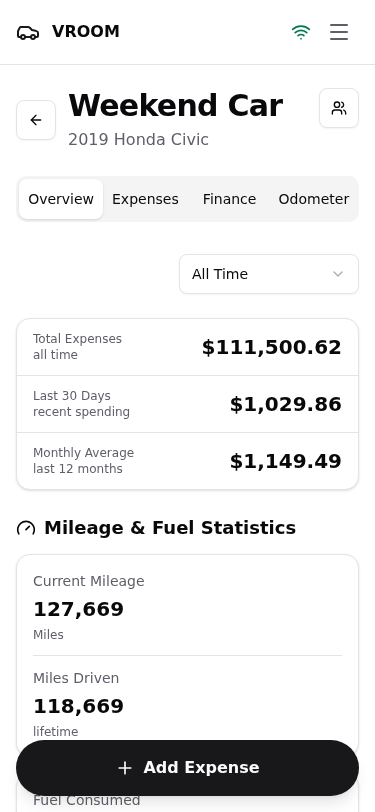 VROOM
Weekend Car
2019 Honda Civic
Overview
Expenses
Finance
Odometer
All Time
Total Expenses
all time
$111,500.62
Last 30 Days
recent spending
$1,029.86
Monthly Average
last 12 months
$1,149.49
Mileage & Fuel Statistics
Current Mileage
127,669
Miles
Miles Driven
118,669
lifetime
Add Expense
Fuel Consumed